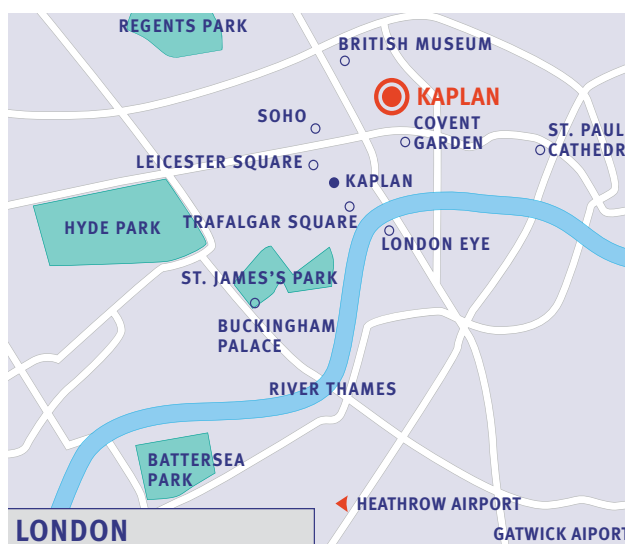 REGENTS PARK
BRITISH MUSEUM
KAPLAN
SOHO
COVENT
GARDEN
ST. PAUL
CATHEDR
LEICESTER SQUARE
KAPLAN
TRAFALGAR SQUARE
HYDE PARK
LONDON EYE
ST. JAMES'S PARK
BUCKINGHAM
PALACE
RIVER THAMES
BATTERSEA
PARK
HEATHROW AIRPORT
LONDON
GATWICK AIPORT